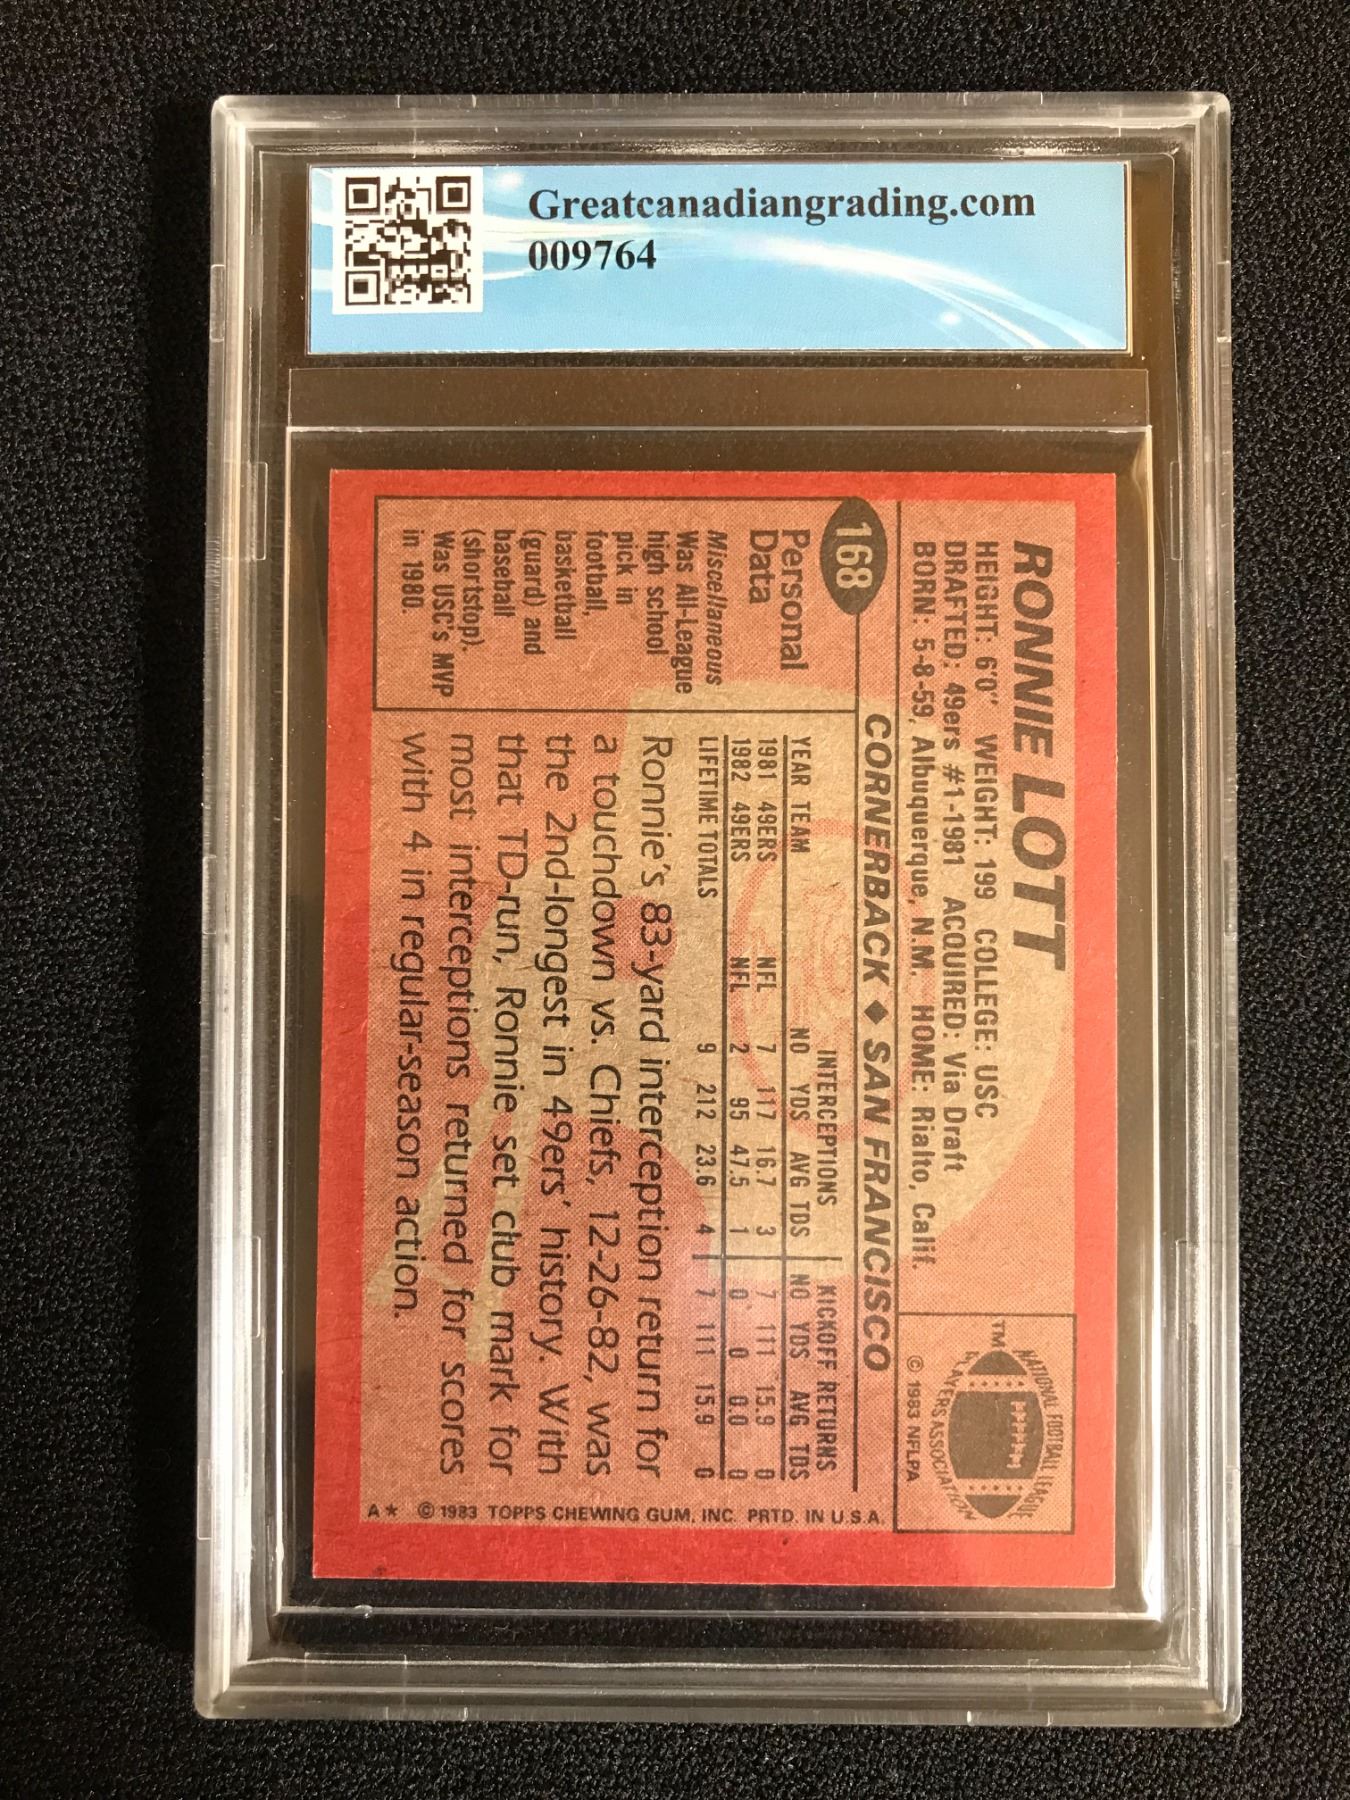 Greatcanadiangrading.com
009764
RONNIE LOTT
HEIGHT: 6'0" WEIGHT: 199 COLLEGE: USC
DRAFTED: 49ers #1-1981 ACQUIRED: Via Draft
BORN: 5-8-59, Albuquerque, N.M. HOME: Rialto, Calif.
NATIONAL FOOTBALL LEAGUE
PLAYERS ASSOCIATION
TM
© 1983 NFLPA
168
CORNERBACK ◆ SAN FRANCISCO
Personal
Data
Miscellaneous
Was All-League
high school
pick in
football,
basketball
(guard) and
baseball
(shortstop).
Was USC's MVP
in 1980.
INTERCEPTIONS | KICKOFF RETURNS
YEAR TEAM NO YDS AVG TDS NO YDS AVG TDS
1981 49ERS NFL 7 117 16.7 3 7 111 15.9 0
1982 49ERS NFL 2 95 47.5 1 0 0 0.0 0
LIFETIME TOTALS 9 212 23.6 4 7 111 15.9 0
Ronnie's 83-yard interception return for
a touchdown vs. Chiefs, 12-26-82, was
the 2nd-longest in 49ers' history. With
that TD-run, Ronnie set club mark for
most interceptions returned for scores
with 4 in regular-season action.
A* © 1983 TOPPS CHEWING GUM, INC. PRTD. IN U.S.A.